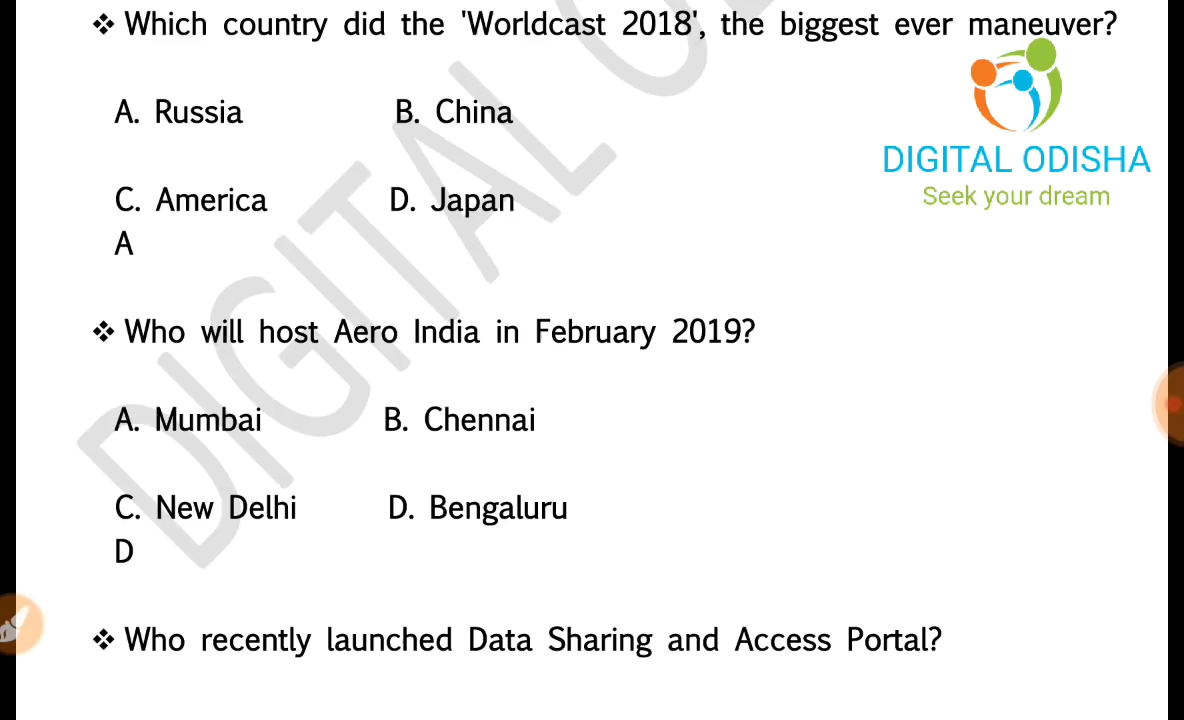 ❖ Which country did the 'Worldcast 2018', the biggest ever maneuver?
A. Russia B. China
DIGITAL ODISHA
Seek your dream
C. America D. Japan
A
❖ Who will host Aero India in February 2019?
A. Mumbai B. Chennai
C. New Delhi D. Bengaluru
D
❖ Who recently launched Data Sharing and Access Portal?
DIGITAL O